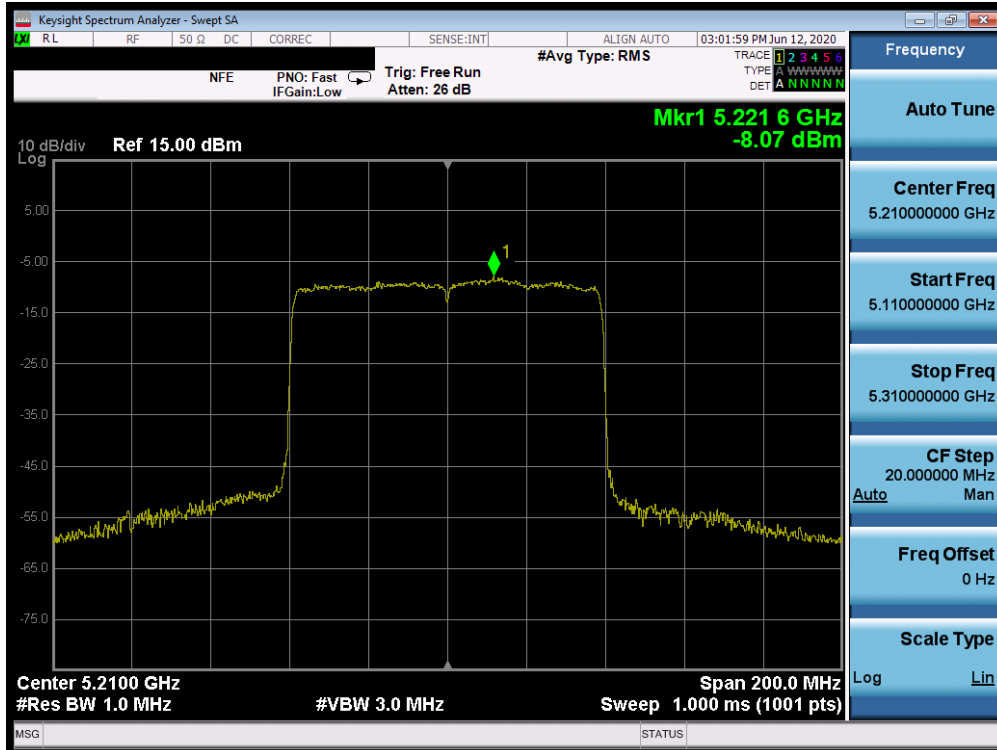 Keysight Spectrum Analyzer - Swept SA
LXI RL RF 50 Ω DC CORREC SENSE:INT ALIGN AUTO 03:01:59 PM Jun 12, 2020
#Avg Type: RMS
TRACE 1 2 3 4 5 6
TYPE A WWWWW
DET A N N N N N
NFE PNO: Fast Trig: Free Run
IFGain:Low Atten: 26 dB
Mkr1 5.221 6 GHz
-8.07 dBm
10 dB/div Ref 15.00 dBm
Log
1
5.00
-5.00
-15.0
-25.0
-35.0
-45.0
-55.0
-65.0
-75.0
Center 5.2100 GHz Span 200.0 MHz
#Res BW 1.0 MHz #VBW 3.0 MHz Sweep 1.000 ms (1001 pts)
MSG STATUS
Frequency
Auto Tune
Center Freq
5.210000000 GHz
Start Freq
5.110000000 GHz
Stop Freq
5.310000000 GHz
CF Step
20.000000 MHz
Auto Man
Freq Offset
0 Hz
Scale Type
Log Lin